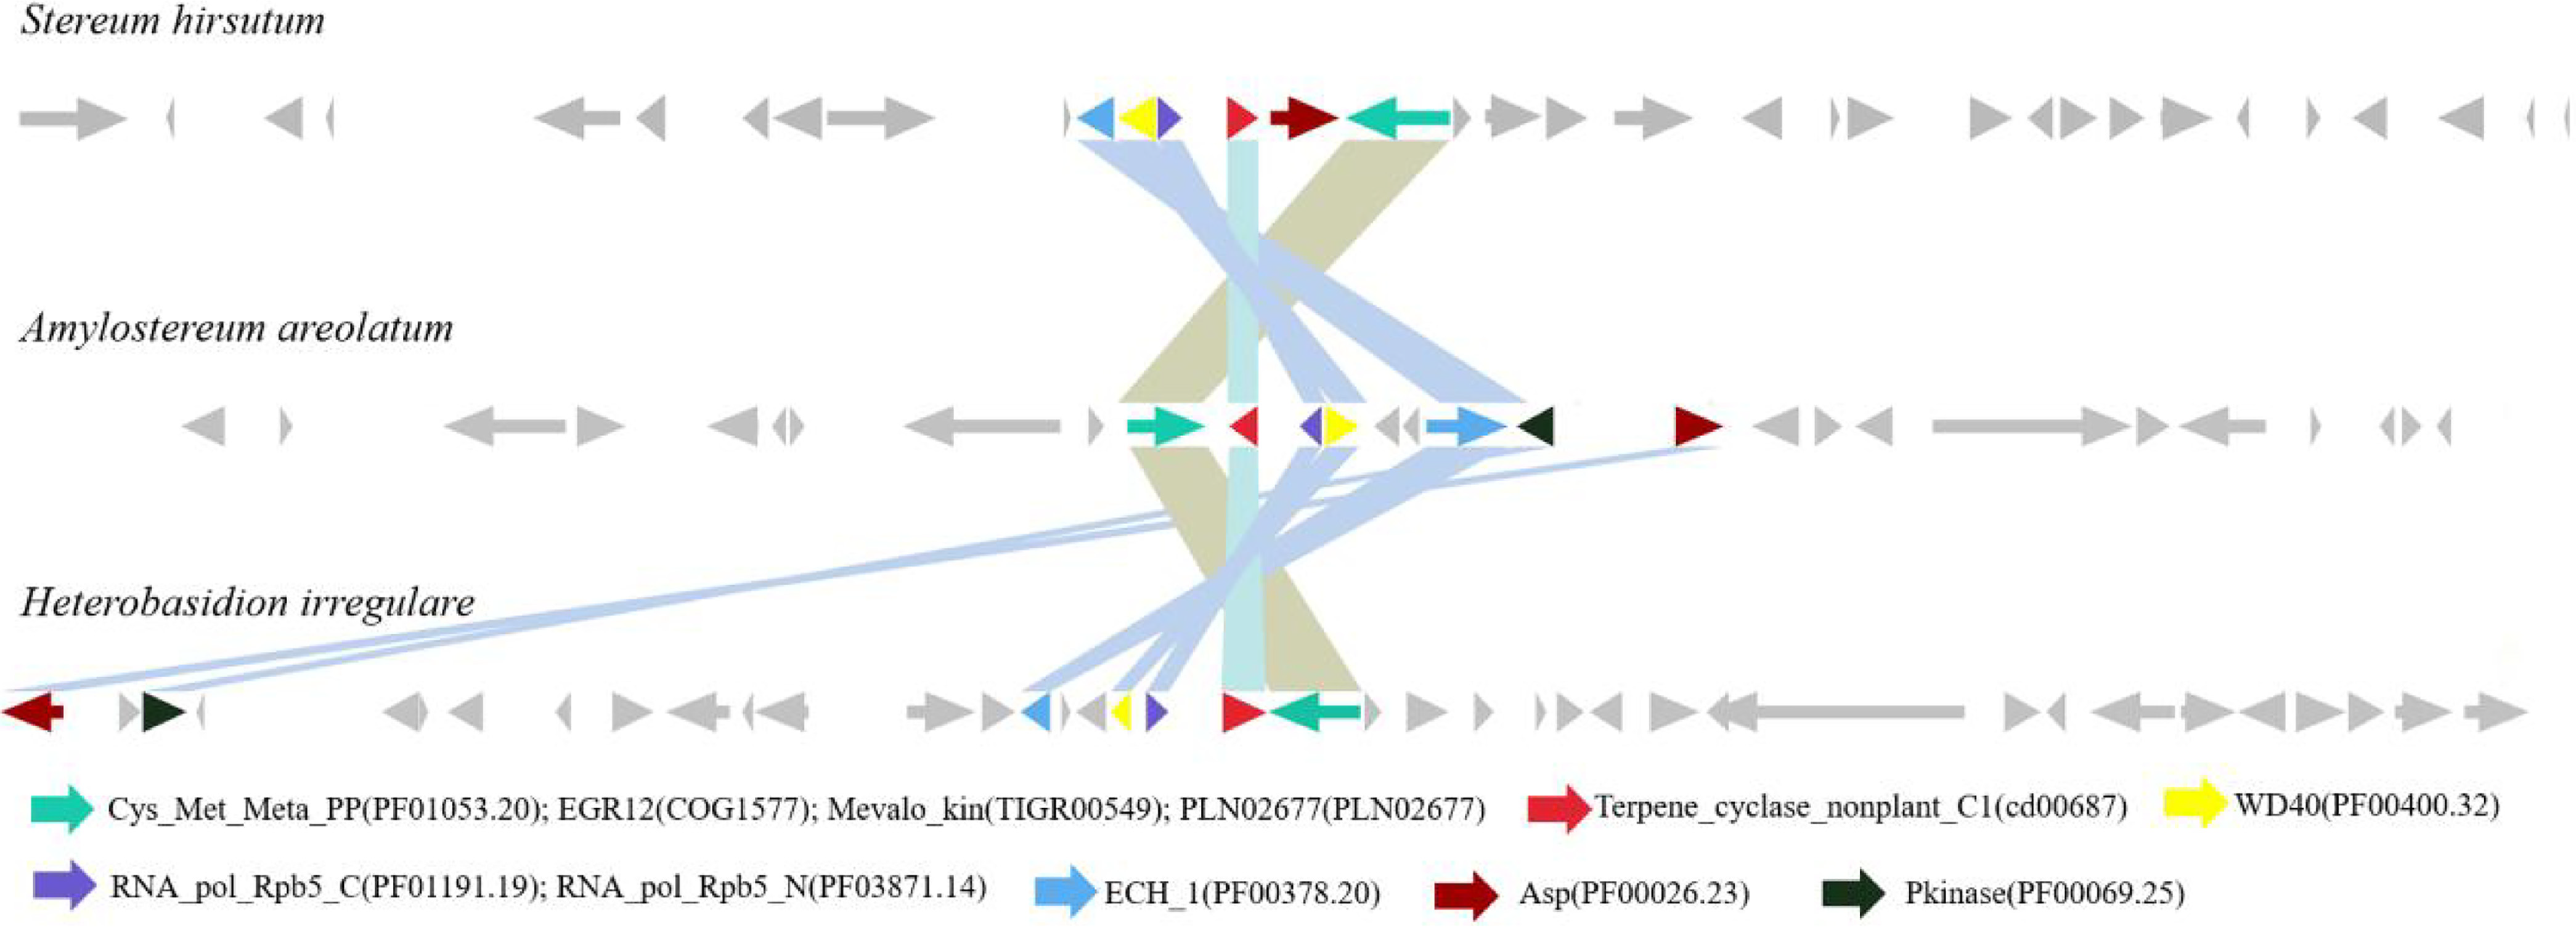 Stereum hirsutum
Amylostereum areolatum
Heterobasidion irregulare
Cys_Met_Meta_PP(PF01053.20); EGR12(COG1577); Mevalo_kin(TIGR00549); PLN02677(PLN02677) Terpene_cyclase_nonplant_C1(cd00687) WD40(PF00400.32)
RNA_pol_Rpb5_C(PF01191.19); RNA_pol_Rpb5_N(PF03871.14) ECH_1(PF00378.20) Asp(PF00026.23) Pkinase(PF00069.25)